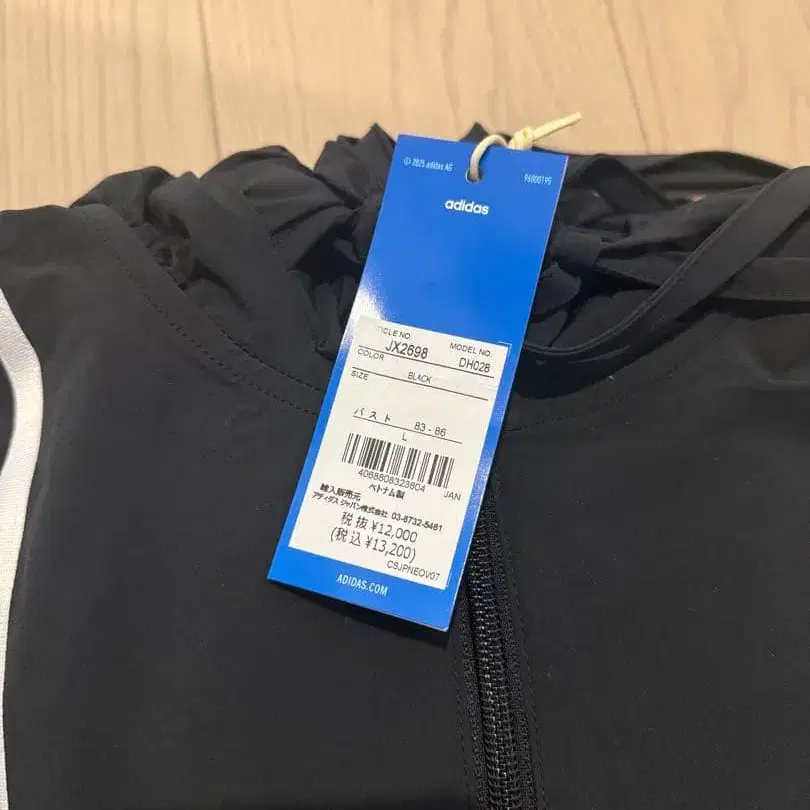 © 2025 adidas AG 96000195
adidas
ARTICLE NO. MODEL NO.
JX2698 DH028
COLOR
BLACK
SIZE
バスト 83 - 86
L
4068808323804 JAN
ベトナム製
輸入販売元
アディダス ジャパン株式会社 03-6732-5461
税抜 ¥12,000
(税込 ¥13,200)
CSJPNEOV07
ADIDAS.COM